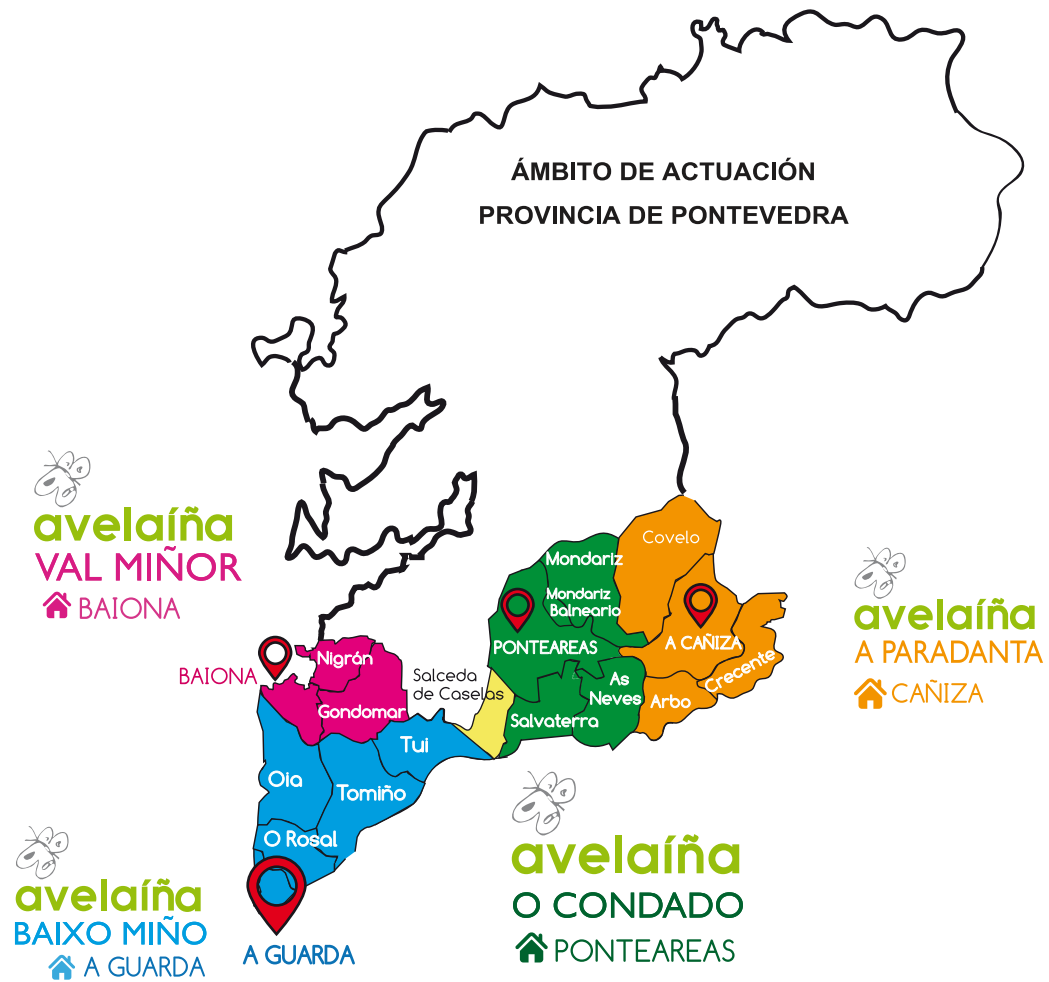 ÁMBITO DE ACTUACIÓN
PROVINCIA DE PONTEVEDRA
avelaíña
VAL MIÑOR
BAIONA
BAIONA
Nigrán
Gondomar
Salceda
de Caselas
Mondariz
Mondariz
Balneario
PONTEAREAS
As
Neves
Salvaterra
Covelo
A CAÑIZA
Crecente
Arbo
avelaíña
A PARADANTA
CAÑIZA
Tui
Oia
Tomiño
O Rosal
avelaíña
BAIXO MIÑO
A GUARDA
A GUARDA
avelaíña
O CONDADO
PONTEAREAS